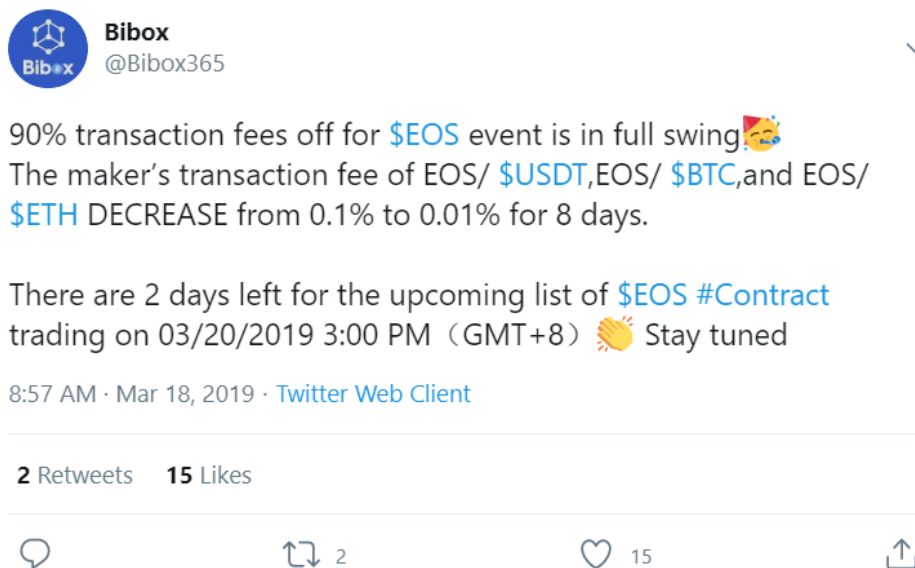 Bibox
Bibox
@Bibox365
90% transaction fees off for $EOS event is in full swing🥳
The maker’s transaction fee of EOS/ $USDT,EOS/ $BTC,and EOS/
$ETH DECREASE from 0.1% to 0.01% for 8 days.
There are 2 days left for the upcoming list of $EOS #Contract
trading on 03/20/2019 3:00 PM（GMT+8）👏 Stay tuned
8:57 AM · Mar 18, 2019 · Twitter Web Client
2 Retweets 15 Likes
2 15